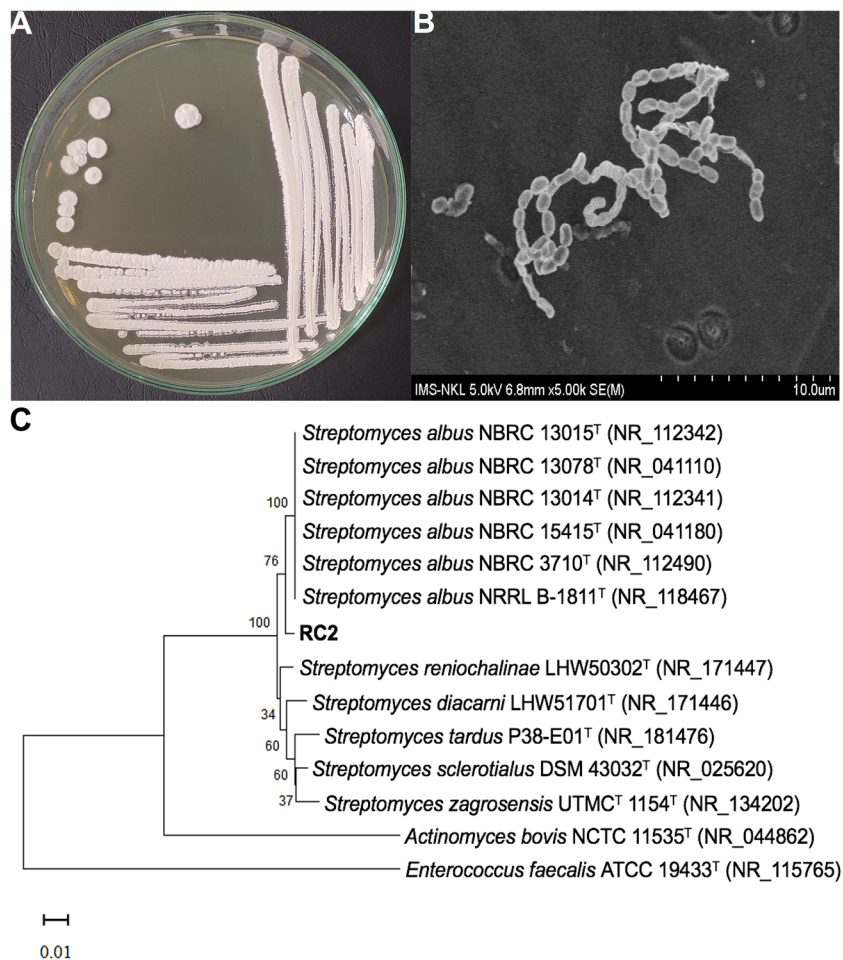 A
B
IMS-NKL 5.0kV 6.8mm x5.00k SE(M)
10.0um
C
Streptomyces albus NBRC 13015ᵀ (NR_112342)
Streptomyces albus NBRC 13078ᵀ (NR_041110)
Streptomyces albus NBRC 13014ᵀ (NR_112341)
100
Streptomyces albus NBRC 15415ᵀ (NR_041180)
76
Streptomyces albus NBRC 3710ᵀ (NR_112490)
Streptomyces albus NRRL B-1811ᵀ (NR_118467)
100
RC2
Streptomyces reniochalinae LHW50302ᵀ (NR_171447)
Streptomyces diacarni LHW51701ᵀ (NR_171446)
34
Streptomyces tardus P38-E01ᵀ (NR_181476)
60
Streptomyces sclerotialus DSM 43032ᵀ (NR_025620)
60
Streptomyces zagrosensis UTMCᵀ 1154ᵀ (NR_134202)
37
Actinomyces bovis NCTC 11535ᵀ (NR_044862)
Enterococcus faecalis ATCC 19433ᵀ (NR_115765)
0.01